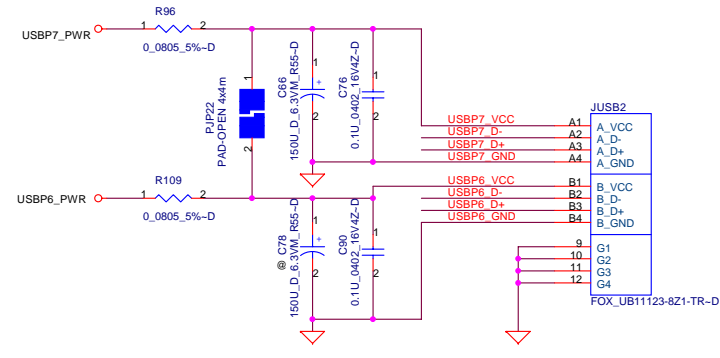 R96
USBP7_PWR
1
2
0_0805_5%~D
1
PJP22
PAD-OPEN 4x4m
2
1
+
C66
150U_D_6.3VM_R55~D
2
1
C76
0.1U_0402_16V4Z~D
2
JUSB2
USBP7_VCC A1 A_VCC
USBP7_D- A2 A_D-
USBP7_D+ A3 A_D+
USBP7_GND A4 A_GND
R109
USBP6_PWR
1
2
0_0805_5%~D
USBP6_VCC B1 B_VCC
USBP6_D- B2 B_D-
USBP6_D+ B3 B_D+
USBP6_GND B4 B_GND
1
+
@ C78
150U_D_6.3VM_R55~D
2
1
C90
0.1U_0402_16V4Z~D
2
9 G1
10 G2
11 G3
12 G4
FOX_UB11123-8Z1-TR~D